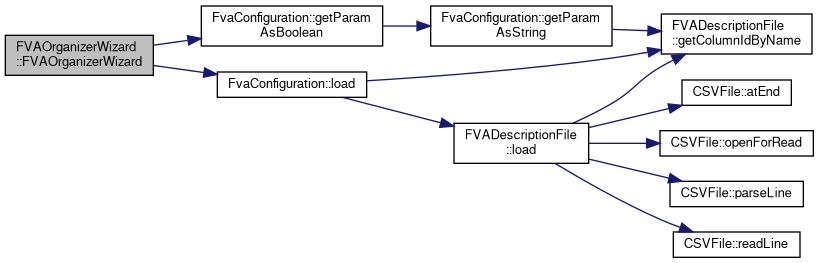 FVAOrganizerWizard
::FVAOrganizerWizard
FvaConfiguration::getParam
AsBoolean
FvaConfiguration::getParam
AsString
FVADescriptionFile
::getColumnIdByName
FvaConfiguration::load
FVADescriptionFile
::load
CSVFile::atEnd
CSVFile::openForRead
CSVFile::parseLine
CSVFile::readLine